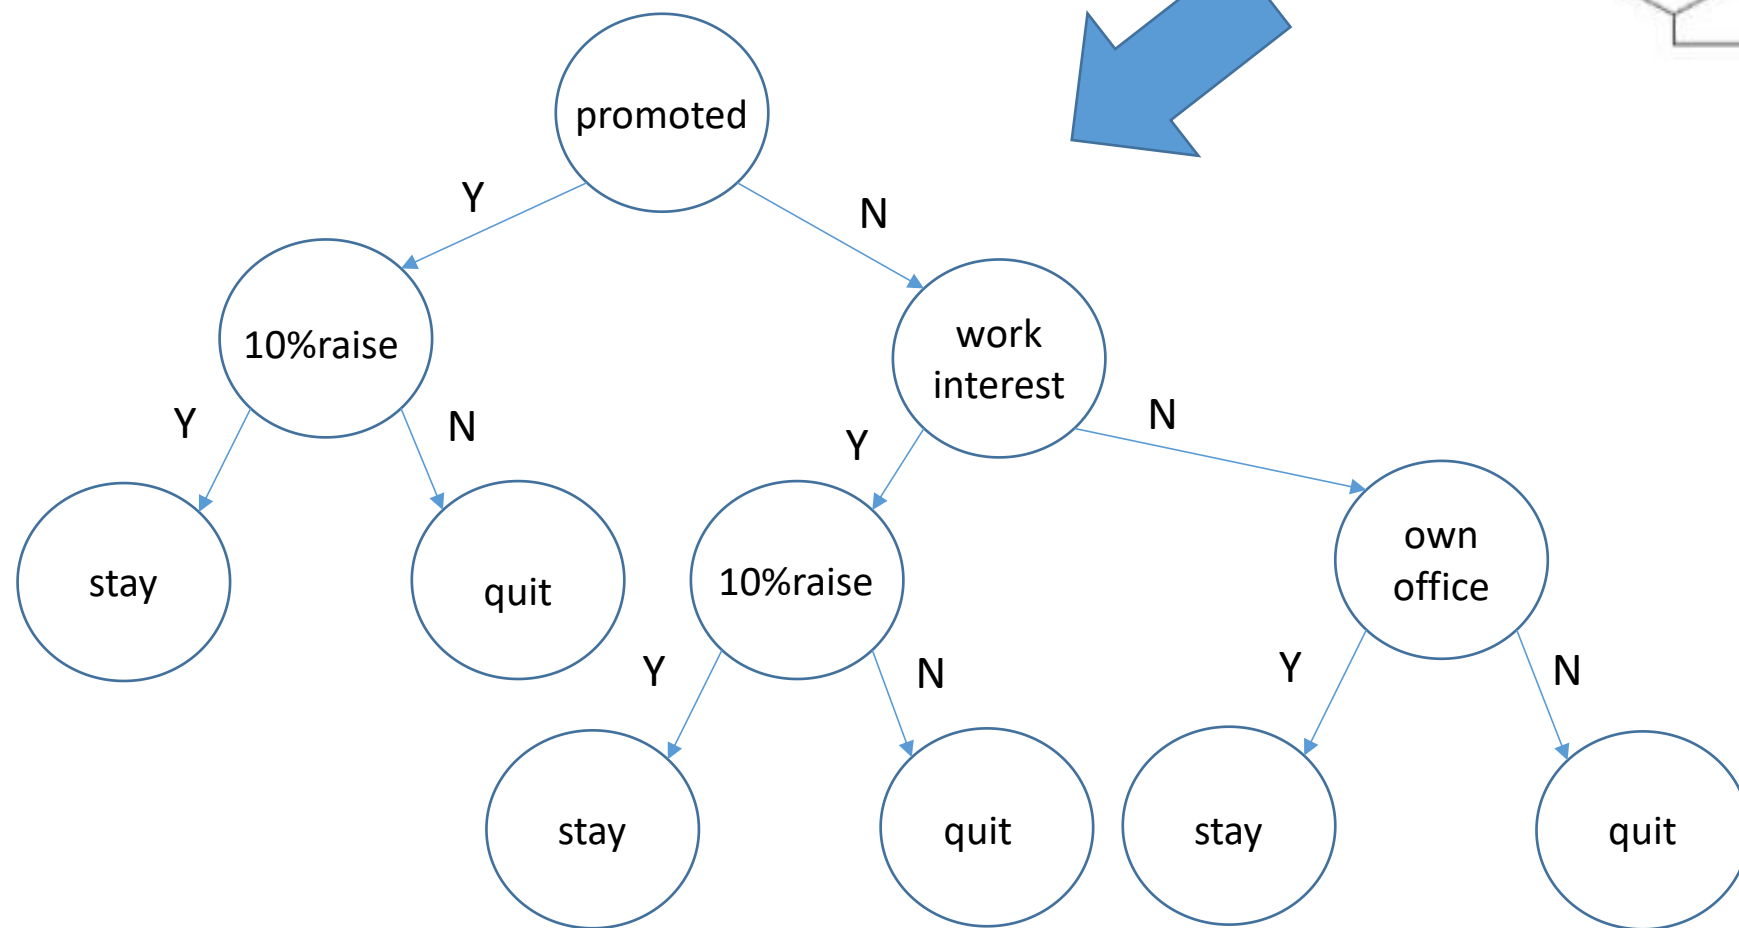 promoted
Y
N
10%raise
work
interest
Y
N
Y
N
stay
quit
10%raise
own
office
Y
N
Y
N
stay
quit
stay
quit